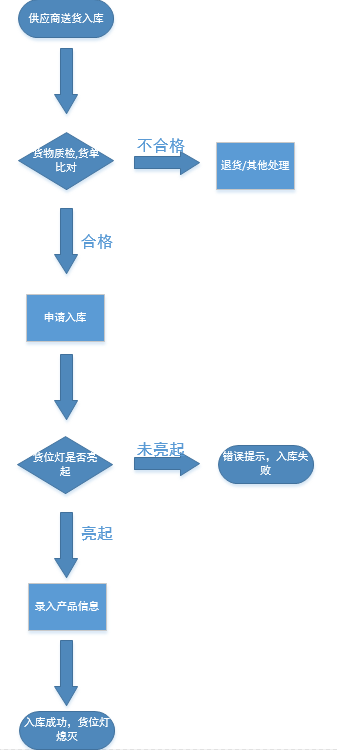 供应商送货入库
货物质检,货单
比对
不合格
退货/其他处理
合格
申请入库
货位灯是否亮
起
未亮起
错误提示，入库失
败
亮起
录入产品信息
入库成功，货位灯
熄灭